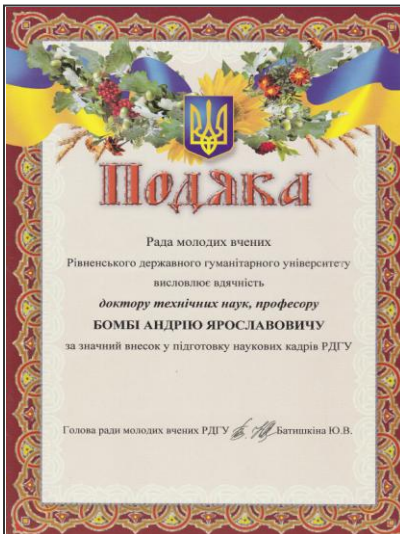 Подяка
Рада молодих вчених
Рівненського державного гуманітарного університету
висловлює вдячність
доктору технічних наук, професору
БОМБІ АНДРІЮ ЯРОСЛАВОВИЧУ
за значний внесок у підготовку наукових кадрів РДГУ
Голова ради молодих вчених РДГУ Батишкіна Ю.В.